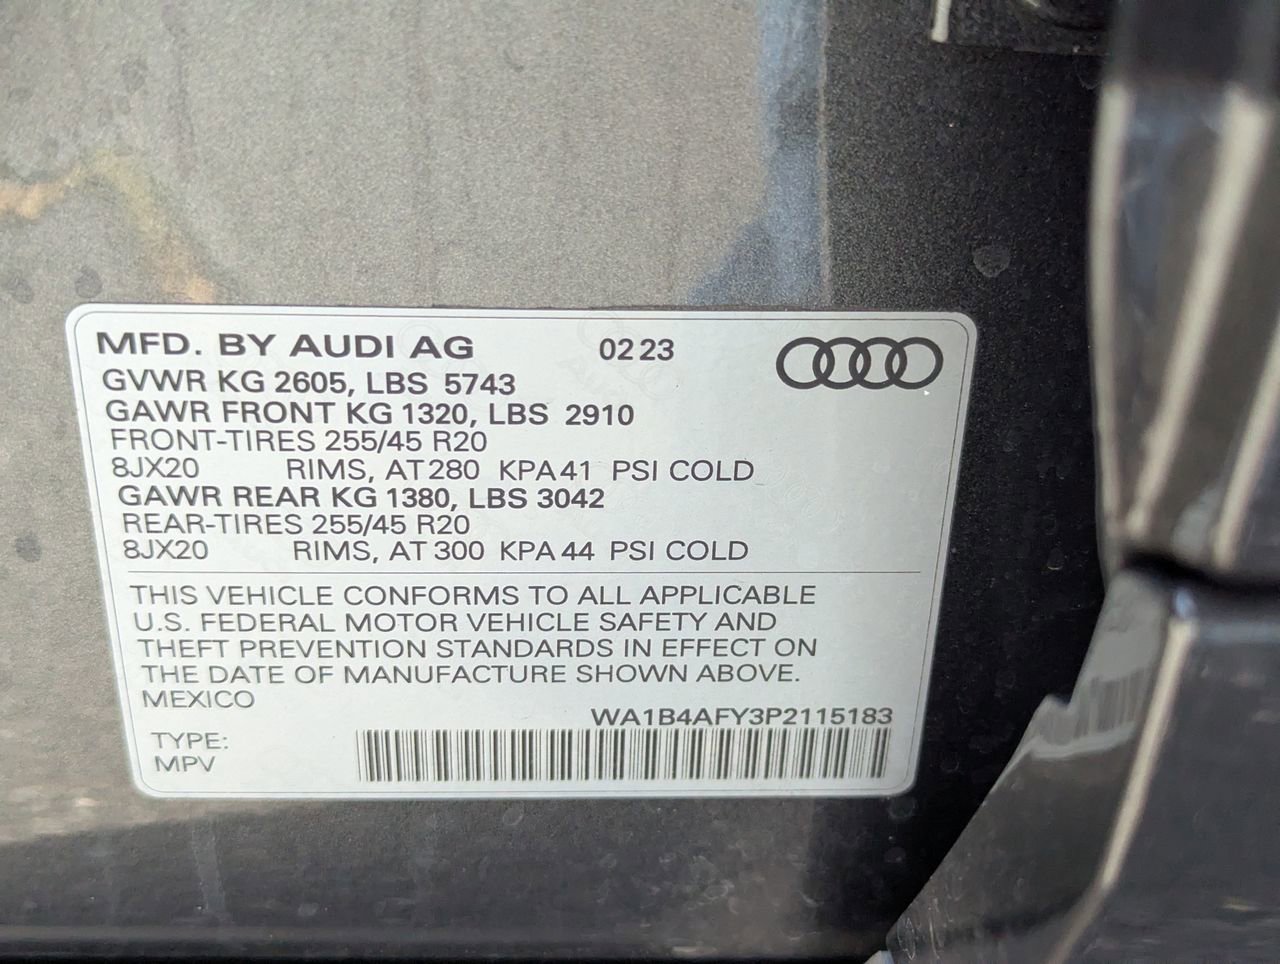 MFD. BY AUDI AG 02 23
GVWR KG 2605, LBS 5743
GAWR FRONT KG 1320, LBS 2910
FRONT-TIRES 255/45 R20
8JX20 RIMS, AT 280 KPA 41 PSI COLD
GAWR REAR KG 1380, LBS 3042
REAR-TIRES 255/45 R20
8JX20 RIMS, AT 300 KPA 44 PSI COLD
THIS VEHICLE CONFORMS TO ALL APPLICABLE
U.S. FEDERAL MOTOR VEHICLE SAFETY AND
THEFT PREVENTION STANDARDS IN EFFECT ON
THE DATE OF MANUFACTURE SHOWN ABOVE.
MEXICO
WA1B4AFY3P2115183
TYPE:
MPV